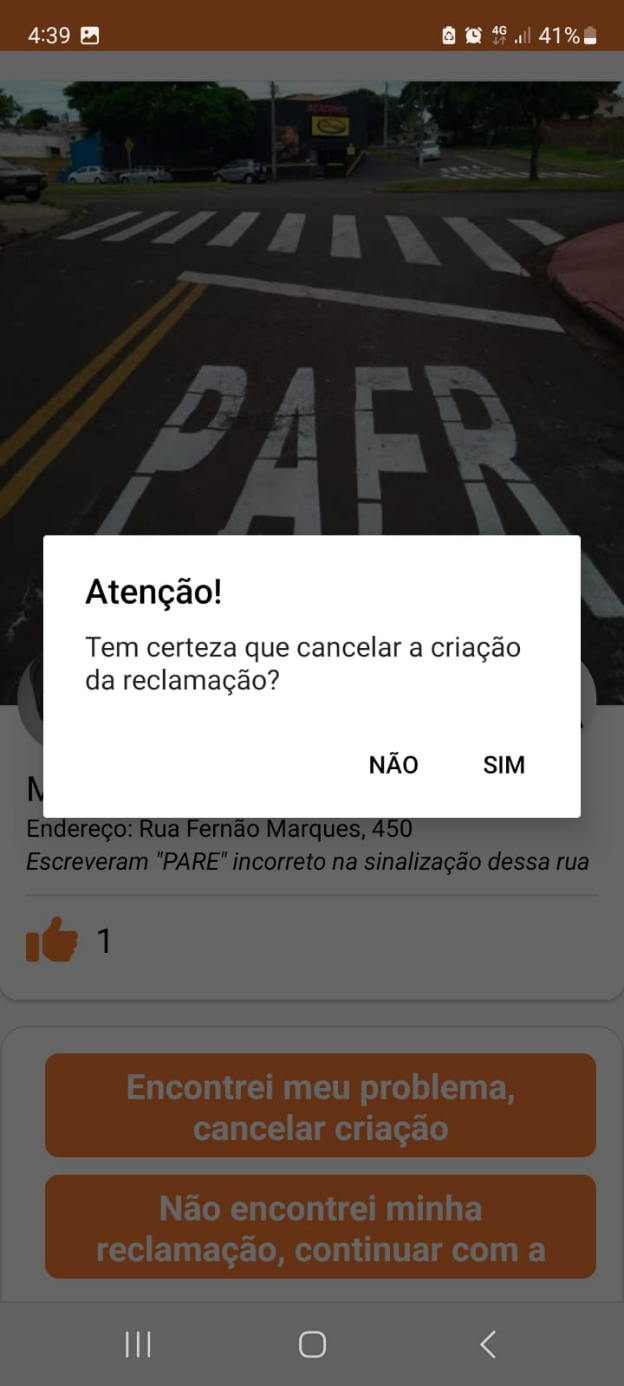 4:39
4G
41%
ACADEMIA
PAER
Atenção!
Tem certeza que cancelar a criação
da reclamação?
NÃO
SIM
Endereço: Rua Fernão Marques, 450
Escreveram "PARE" incorreto na sinalização dessa rua
1
Encontrei meu problema,
cancelar criação
Não encontrei minha
reclamação, continuar com a